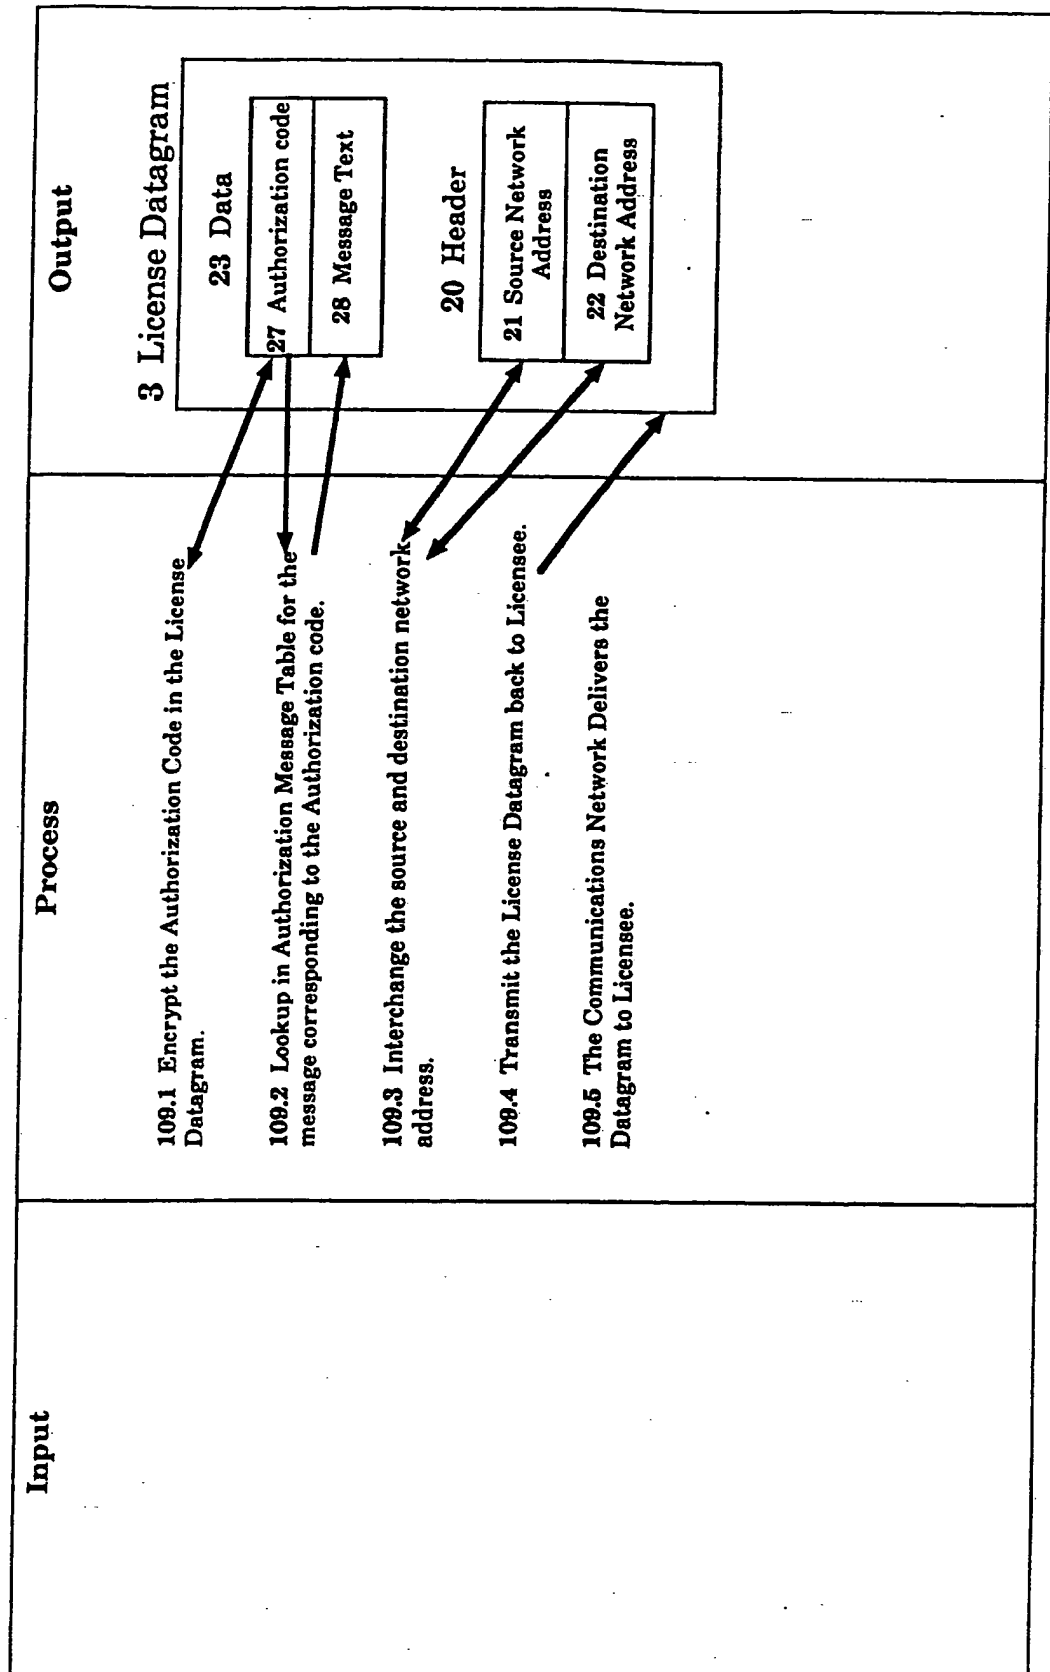 Input
Process
Output
109.1 Encrypt the Authorization Code in the License
Datagram.
109.2 Lookup in Authorization Message Table for the
message corresponding to the Authorization code.
109.3 Interchange the source and destination network
address.
109.4 Transmit the License Datagram back to Licensee.
109.5 The Communications Network Delivers the
Datagram to Licensee.
3 License Datagram
23 Data
27 Authorization code
28 Message Text
20 Header
21 Source Network
Address
22 Destination
Network Address